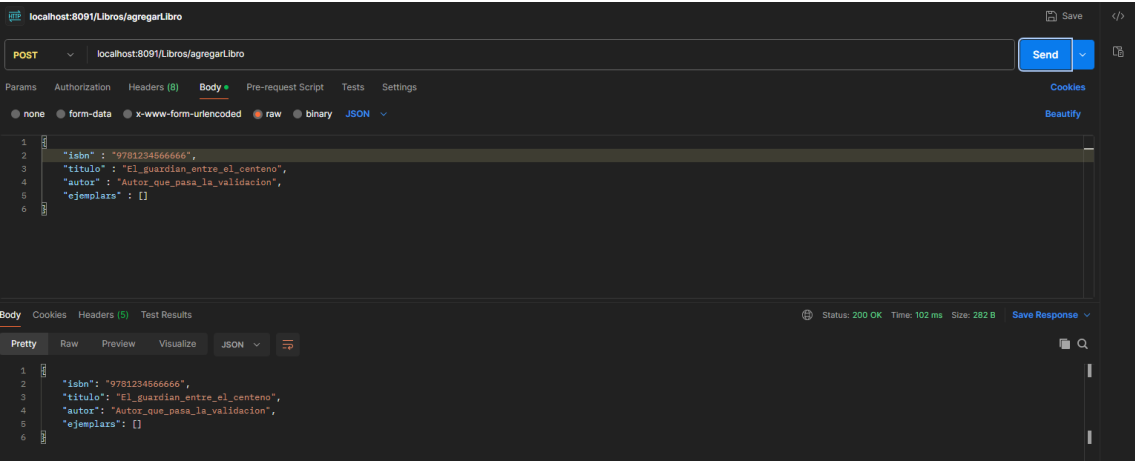 HTTP localhost:8091/Libros/agregarLibro Save </>
POST localhost:8091/Libros/agregarLibro Send
Params Authorization Headers (8) Body Pre-request Script Tests Settings Cookies
none form-data x-www-form-urlencoded raw binary JSON Beautify
1 {
2 "isbn" : "9781234566666",
3 "titulo" : "El_guardian_entre_el_centeno",
4 "autor" : "Autor_que_pasa_la_validacion",
5 "ejemplars" : []
6 }
Body Cookies Headers (5) Test Results Status: 200 OK Time: 102 ms Size: 282 B Save Response
Pretty Raw Preview Visualize JSON
1 {
2 "isbn": "9781234566666",
3 "titulo": "El_guardian_entre_el_centeno",
4 "autor": "Autor_que_pasa_la_validacion",
5 "ejemplars": []
6 }